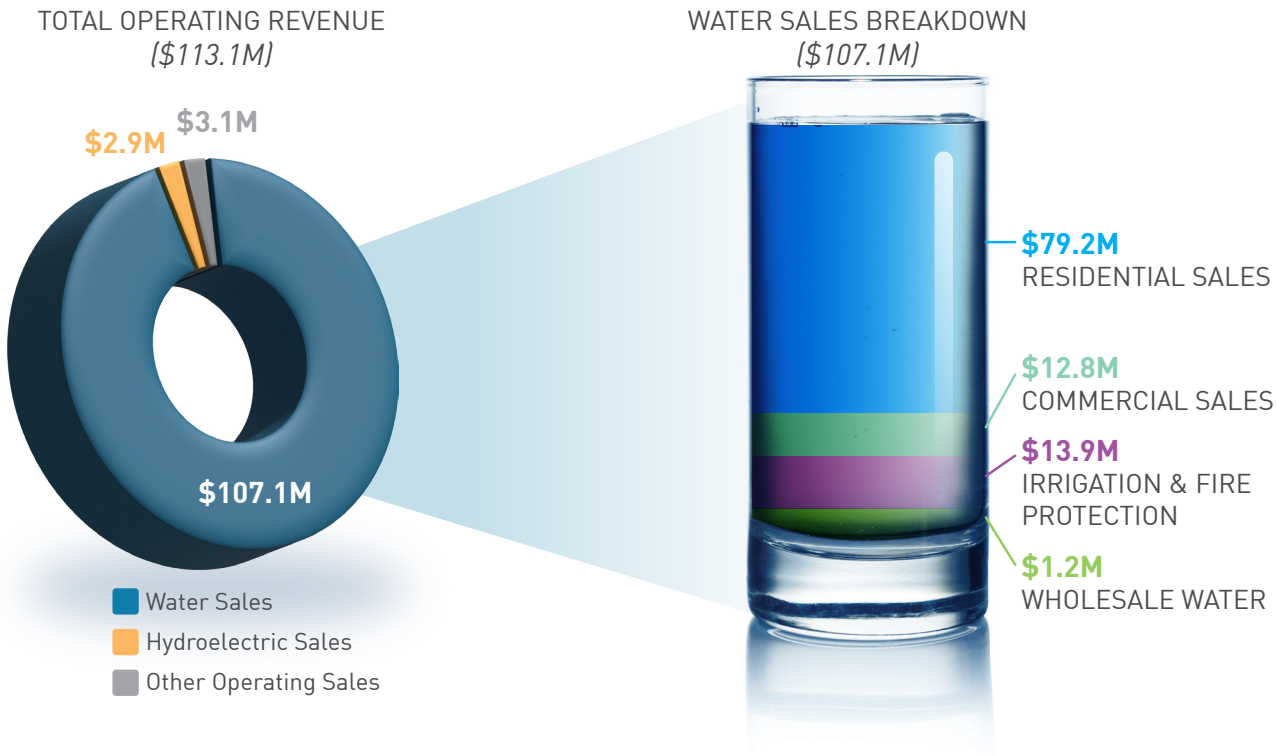 TOTAL OPERATING REVENUE
($113.1M)
$3.1M
$2.9M
$107.1M
Water Sales
Hydroelectric Sales
Other Operating Sales
WATER SALES BREAKDOWN
($107.1M)
$79.2M
RESIDENTIAL SALES
$12.8M
COMMERCIAL SALES
$13.9M
IRRIGATION & FIRE
PROTECTION
$1.2M
WHOLESALE WATER